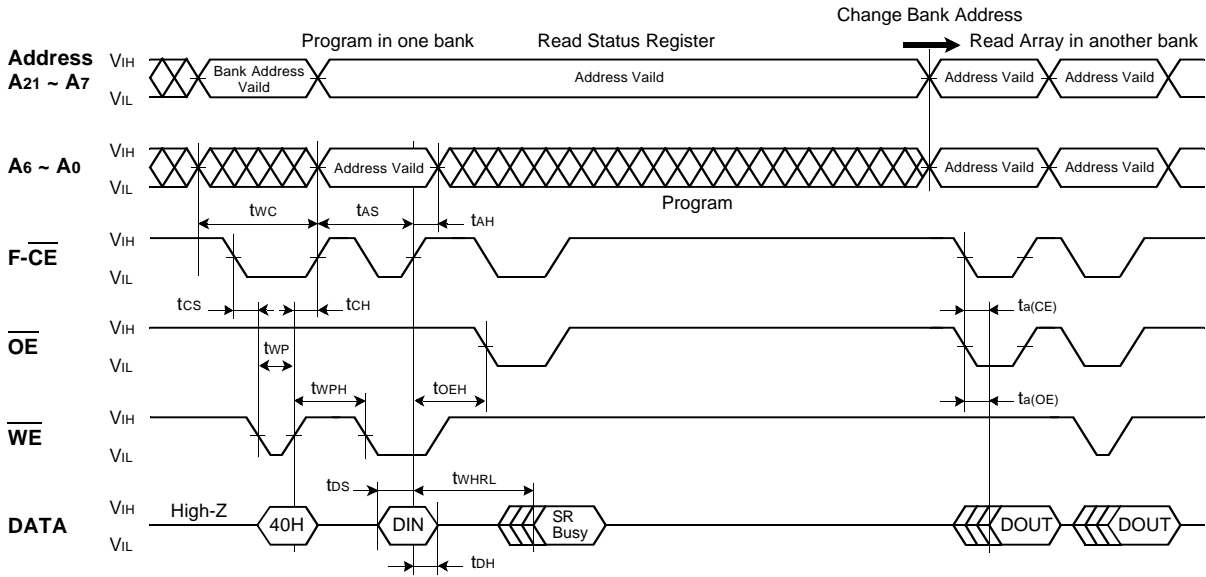 Change Bank Address
Program in one bank Read Status Register Read Array in another bank
Address
A21 ~ A7
VIH
VIL
Bank Address
Vaild
Address Vaild
Address Vaild
Address Vaild
A6 ~ A0
VIH
VIL
Address Vaild
Address Vaild
Address Vaild
Program
tWC
tAS
tAH
F-CE
VIH
VIL
tCS
tCH
ta(CE)
OE
VIH
VIL
tWP
tWPH
tOEH
ta(OE)
WE
VIH
VIL
tDS
tWHRL
DATA
VIH
VIL
High-Z
40H
DIN
SR
Busy
DOUT
DOUT
tDH